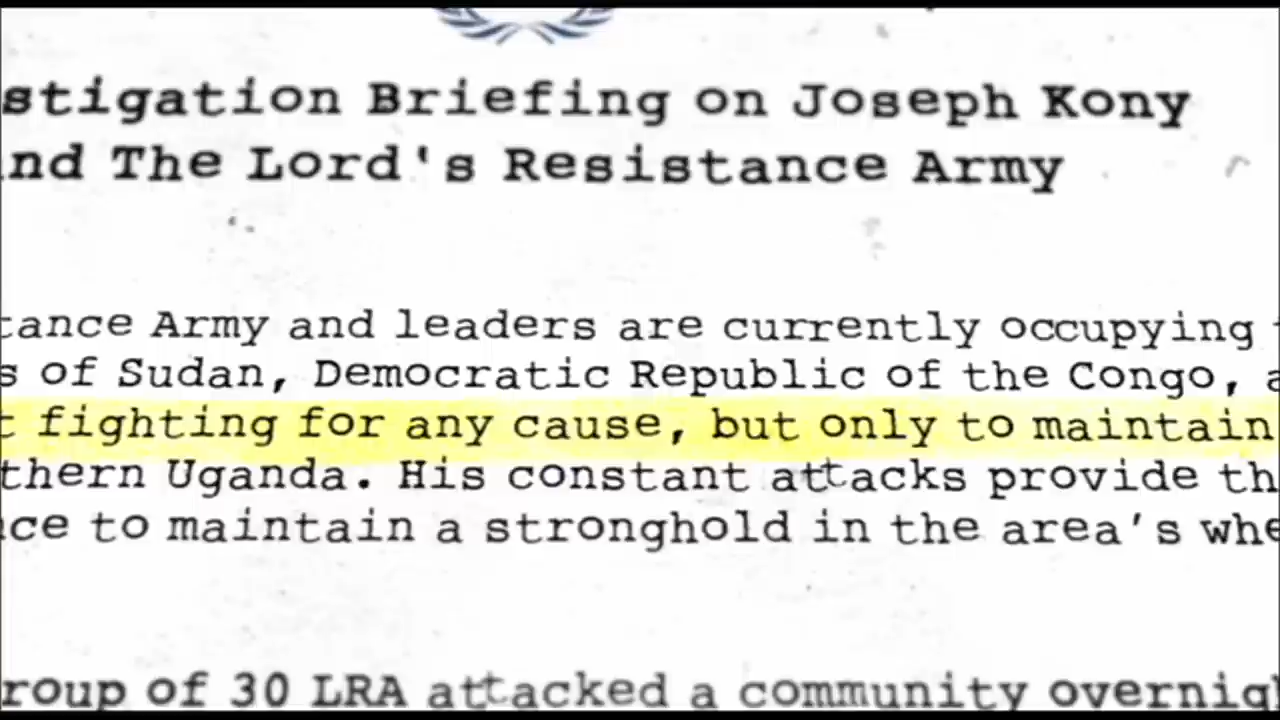 stigation Briefing on Joseph Kony
nd The Lord's Resistance Army
tance Army and leaders are currently occupying
s of Sudan, Democratic Republic of the Congo, a
t fighting for any cause, but only to maintain
thern Uganda. His constant attacks provide th
ce to maintain a stronghold in the area's whe
roup of 30 LRA attacked a community overnigh